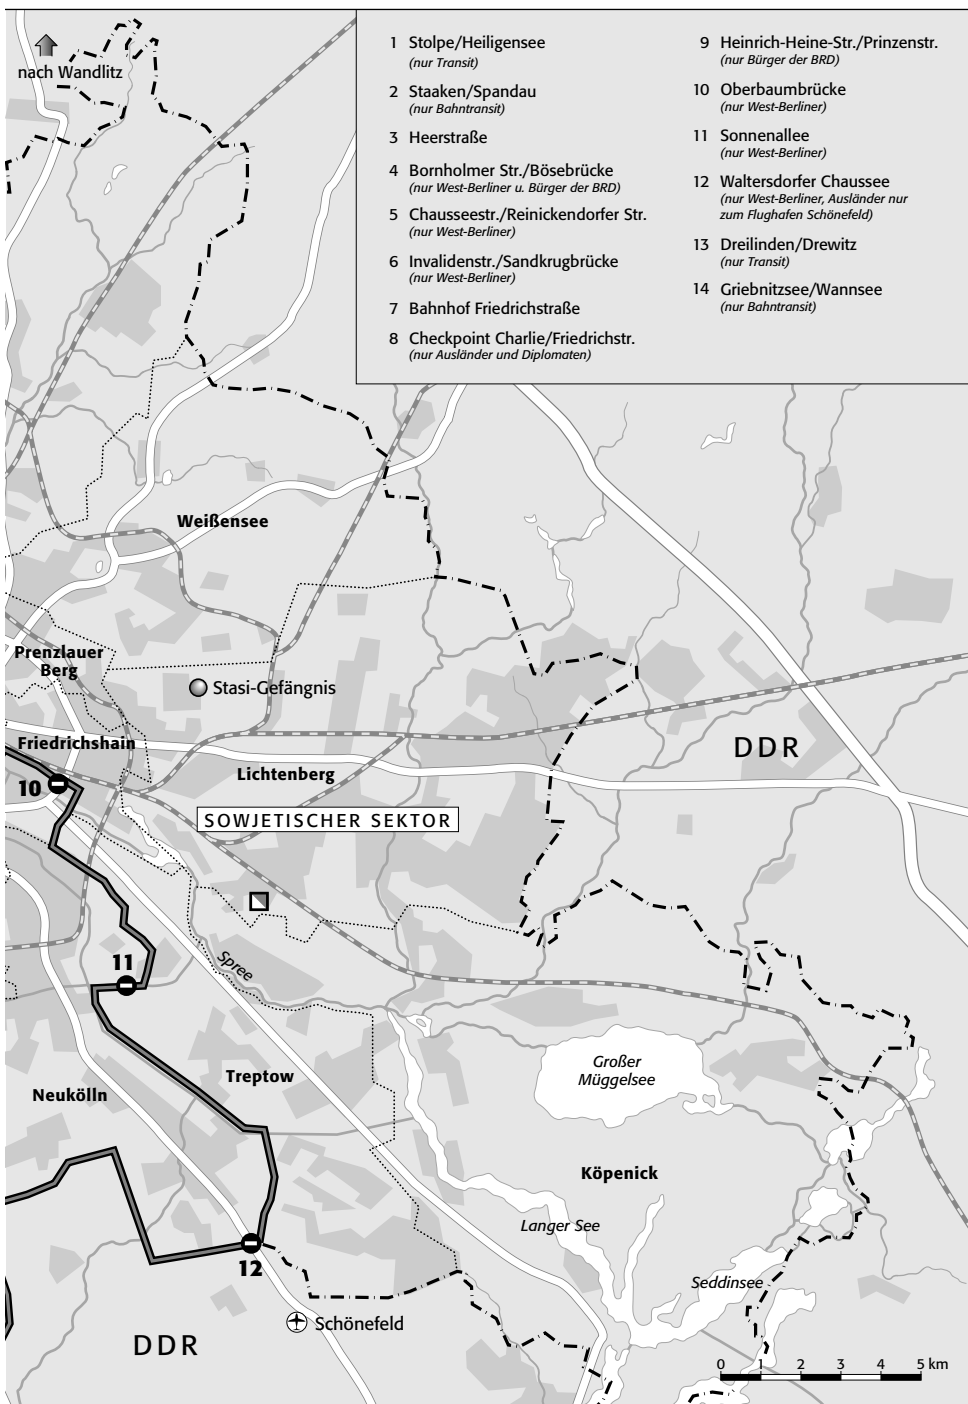 nach Wandlitz
1 Stolpe/Heiligensee
(nur Transit)
2 Staaken/Spandau
(nur Bahntransit)
3 Heerstraße
4 Bornholmer Str./Bösebrücke
(nur West-Berliner u. Bürger der BRD)
5 Chausseestr./Reinickendorfer Str.
(nur West-Berliner)
6 Invalidenstr./Sandkrugbrücke
(nur West-Berliner)
7 Bahnhof Friedrichstraße
8 Checkpoint Charlie/Friedrichstr.
(nur Ausländer und Diplomaten)
9 Heinrich-Heine-Str./Prinzenstr.
(nur Bürger der BRD)
10 Oberbaumbrücke
(nur West-Berliner)
11 Sonnenallee
(nur West-Berliner)
12 Waltersdorfer Chaussee
(nur West-Berliner, Ausländer nur
zum Flughafen Schönefeld)
13 Dreilinden/Drewitz
(nur Transit)
14 Griebnitzsee/Wannsee
(nur Bahntransit)
Weißensee
Prenzlauer
Berg
Stasi-Gefängnis
Friedrichshain
DDR
Lichtenberg
10
SOWJETISCHER SEKTOR
11
Spree
Großer
Müggelsee
Treptow
Neukölln
Köpenick
Langer See
12
Seddinsee
Schönefeld
DDR
0 1 2 3 4 5 km